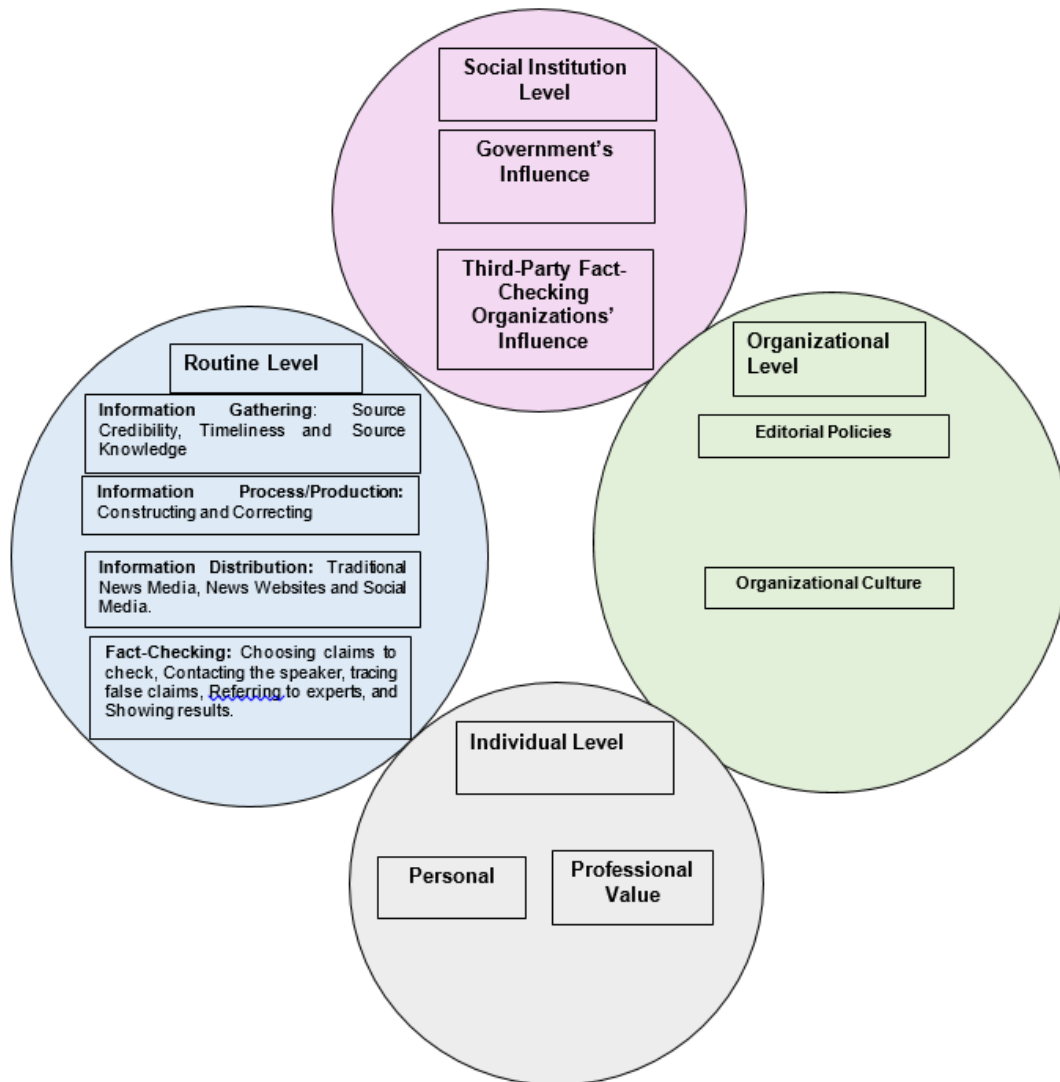 Social Institution
Level
Government’s
Influence
Third-Party Fact-
Checking
Organizations’
Influence
Routine Level
Information Gathering: Source
Credibility, Timeliness and Source
Knowledge
Information Process/Production:
Constructing and Correcting
Information Distribution: Traditional
News Media, News Websites and Social
Media.
Fact-Checking: Choosing claims to
check, Contacting the speaker, tracing
false claims, Referring to experts, and
Showing results.
Organizational
Level
Editorial Policies
Organizational Culture
Individual Level
Personal
Professional
Value